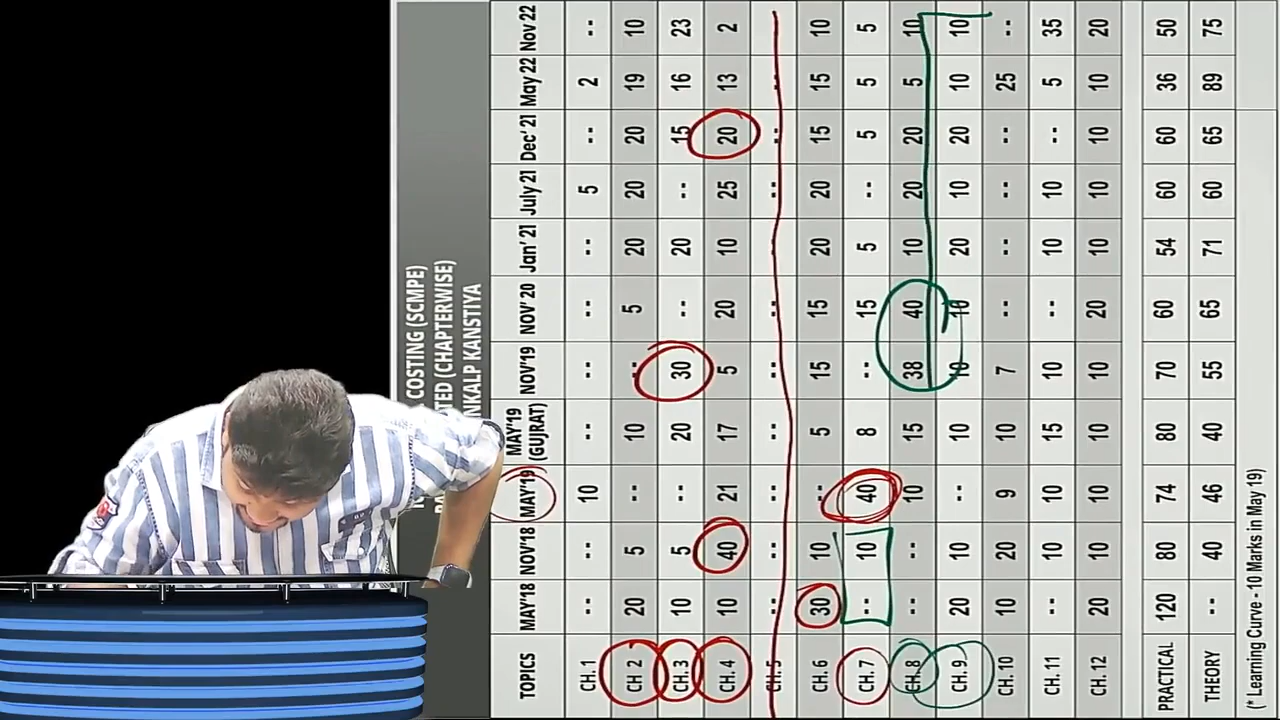 COSTING (SCMPE)
TED (CHAPTERWISE)
NKALP KANSTIYA
TOPICS MAY'18 NOV'18 MAY'19 MAY'19 (GUJRAT) NOV'19 NOV'20 Jan'21 July 21 Dec'21 May 22 Nov 22
CH. 1 -- -- 10 -- -- -- -- 5 -- 2 --
CH 2 20 5 -- 10 -- 5 20 20 20 19 10
CH.3 10 5 -- 20 30 -- 20 -- 15 16 23
CH. 4 10 40 21 17 5 20 10 25 20 13 2
CH. 5 -- -- -- -- -- -- -- -- -- -- --
CH. 6 30 10 -- 5 15 15 20 20 15 15 10
CH. 7 -- 10 40 8 -- 15 5 -- 5 5 5
CH. 8 -- -- 10 15 38 40 10 20 20 5 10
CH. 9 20 10 -- 10 10 10 20 10 20 10 10
CH. 10 10 20 9 10 7 -- -- -- -- 25 --
CH. 11 -- 10 10 15 10 -- 10 10 -- 5 35
CH. 12 20 10 10 10 10 20 10 10 10 10 20
PRACTICAL 120 80 74 80 70 60 54 60 60 36 50
THEORY -- 40 46 40 55 65 71 60 65 89 75
(* Learning Curve - 10 Marks in May 19)